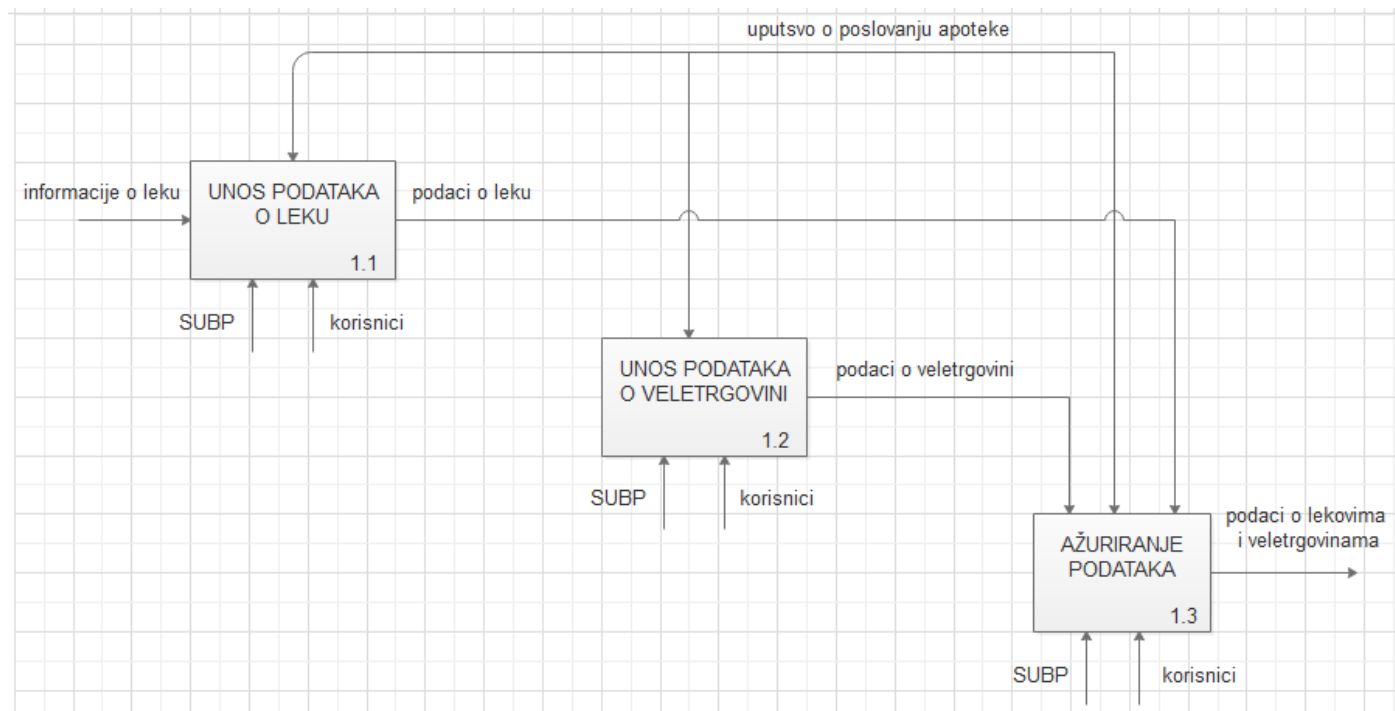 uputsvo o poslovanju apoteke
informacije o leku
UNOS PODATAKA
O LEKU
1.1
podaci o leku
SUBP
korisnici
UNOS PODATAKA
O VELETRGOVINI
1.2
podaci o veletrgovini
SUBP
korisnici
AŽURIRANJE
PODATAKA
1.3
podaci o lekovima
i veletrgovinama
SUBP
korisnici